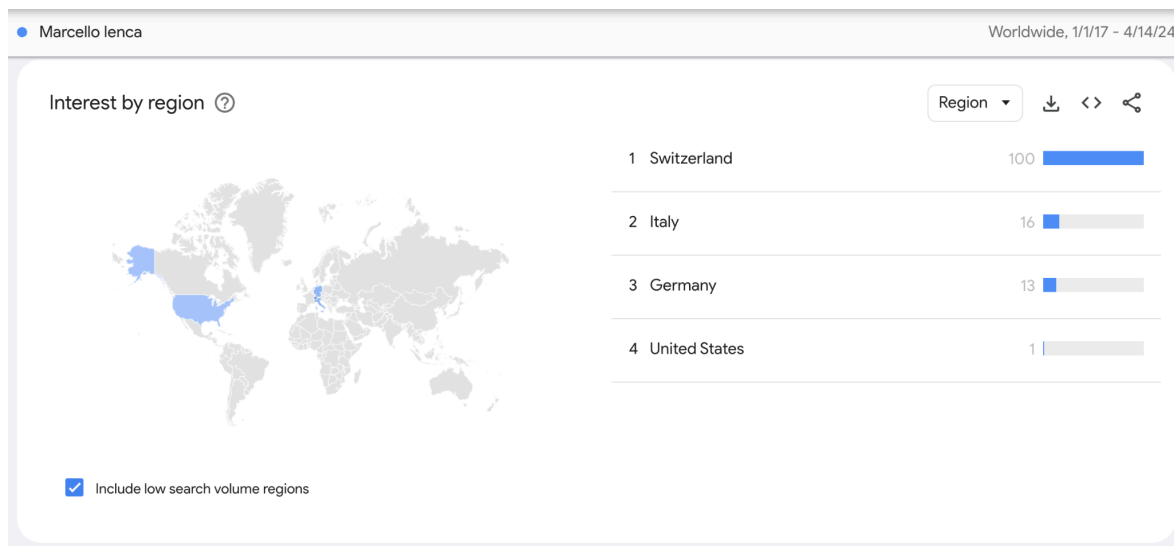 Marcello Ienca
Worldwide, 1/1/17 - 4/14/24
Interest by region ?
Region
1 Switzerland 100
2 Italy 16
3 Germany 13
4 United States 1
Include low search volume regions